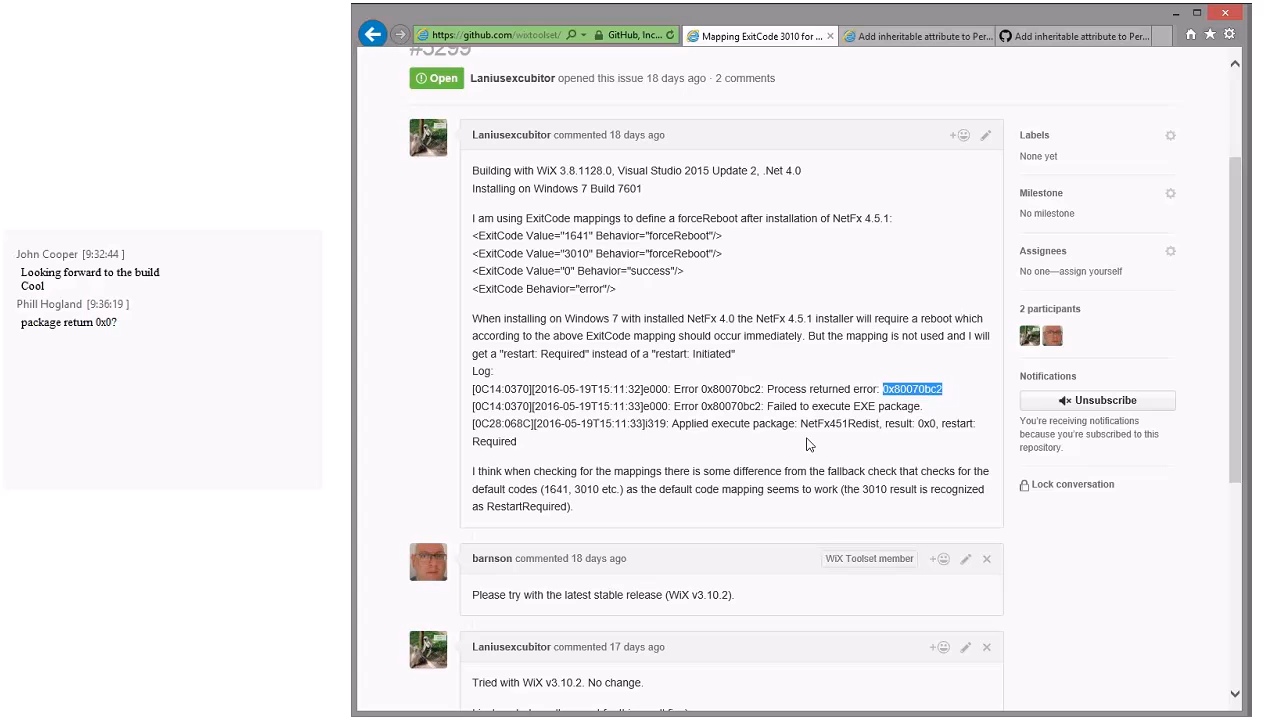 https://github.com/wixtoolset/
GitHub, Inc...
Mapping ExitCode 3010 for ...
Add inheritable attribute to Per...
Add inheritable attribute to Per...
#5299
Open
Laniusexcubitor opened this issue 18 days ago · 2 comments
John Cooper [9:32:44 ]
Looking forward to the build
Cool
Phill Hogland [9:36:19 ]
package return 0x0?
Laniusexcubitor commented 18 days ago
Building with WiX 3.8.1128.0, Visual Studio 2015 Update 2, .Net 4.0
Installing on Windows 7 Build 7601
I am using ExitCode mappings to define a forceReboot after installation of NetFx 4.5.1:
<ExitCode Value="1641" Behavior="forceReboot"/>
<ExitCode Value="3010" Behavior="forceReboot"/>
<ExitCode Value="0" Behavior="success"/>
<ExitCode Behavior="error"/>
When installing on Windows 7 with installed NetFx 4.0 the NetFx 4.5.1 installer will require a reboot which
according to the above ExitCode mapping should occur immediately. But the mapping is not used and I will
get a "restart: Required" instead of a "restart: Initiated"
Log:
[0C14:0370][2016-05-19T15:11:32]e000: Error 0x80070bc2: Process returned error: 0x80070bc2
[0C14:0370][2016-05-19T15:11:33]e000: Error 0x80070bc2: Failed to execute EXE package.
[0C28:068C][2016-05-19T15:11:33]i319: Applied execute package: NetFx451Redist, result: 0x0, restart:
Required
I think when checking for the mappings there is some difference from the fallback check that checks for the
default codes (1641, 3010 etc.) as the default code mapping seems to work (the 3010 result is recognized
as RestartRequired).
barnson commented 18 days ago
WiX Toolset member
Please try with the latest stable release (WiX v3.10.2).
Laniusexcubitor commented 17 days ago
Tried with WiX v3.10.2. No change.
Labels
None yet
Milestone
No milestone
Assignees
No one—assign yourself
2 participants
Notifications
Unsubscribe
You're receiving notifications
because you're subscribed to this
repository.
Lock conversation